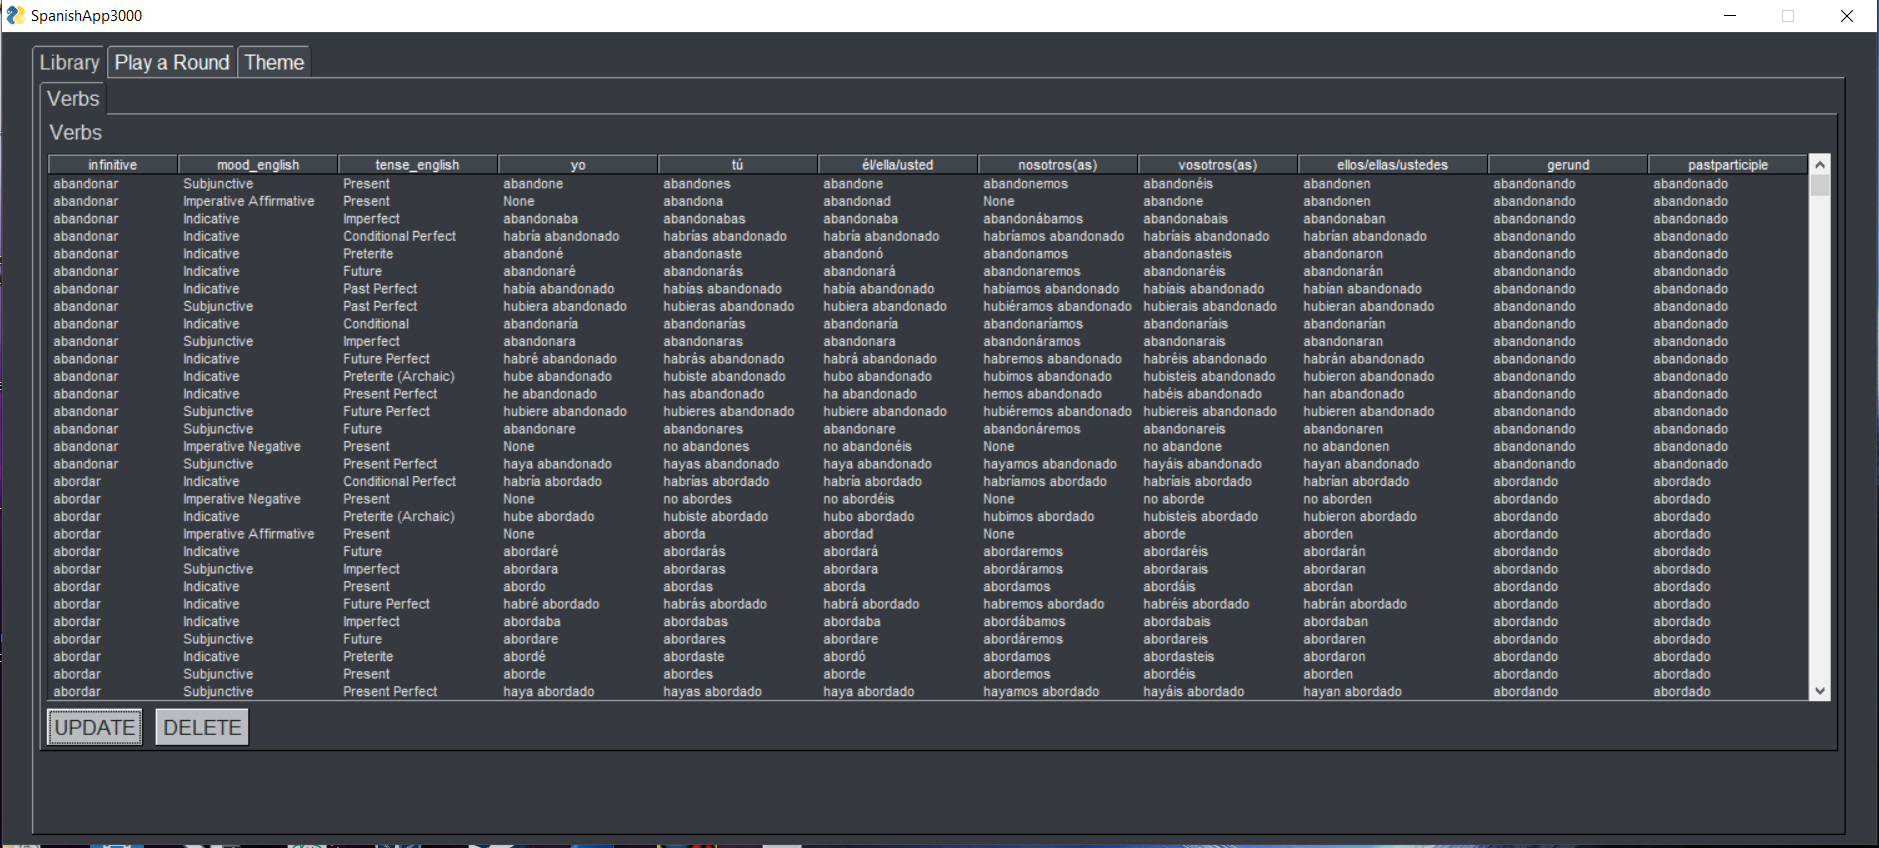 SpanishApp3000
Library Play a Round Theme
Verbs
Verbs
infinitive mood_english tense_english yo tú él/ella/usted nosotros(as) vosotros(as) ellos/ellas/ustedes gerund pastparticiple
abandonar Subjunctive Present abandone abandones abandone abandonemos abandonéis abandonen abandonando abandonado
abandonar Imperative Affirmative Present None abandona abandonad None abandone abandonen abandonando abandonado
abandonar Indicative Imperfect abandonaba abandonabas abandonaba abandonábamos abandonabais abandonaban abandonando abandonado
abandonar Indicative Conditional Perfect habría abandonado habrías abandonado habría abandonado habríamos abandonado habríais abandonado habrían abandonado abandonando abandonado
abandonar Indicative Preterite abandoné abandonaste abandonó abandonamos abandonasteis abandonaron abandonando abandonado
abandonar Indicative Future abandonaré abandonarás abandonará abandonaremos abandonaréis abandonarán abandonando abandonado
abandonar Indicative Past Perfect había abandonado habías abandonado había abandonado habíamos abandonado habíais abandonado habían abandonado abandonando abandonado
abandonar Subjunctive Past Perfect hubiera abandonado hubieras abandonado hubiera abandonado hubiéramos abandonado hubierais abandonado hubieran abandonado abandonando abandonado
abandonar Indicative Conditional abandonaría abandonarías abandonaría abandonaríamos abandonaríais abandonarían abandonando abandonado
abandonar Subjunctive Imperfect abandonara abandonaras abandonara abandonáramos abandonarais abandonaran abandonando abandonado
abandonar Indicative Future Perfect habré abandonado habrás abandonado habrá abandonado habremos abandonado habréis abandonado habrán abandonado abandonando abandonado
abandonar Indicative Preterite (Archaic) hube abandonado hubiste abandonado hubo abandonado hubimos abandonado hubisteis abandonado hubieron abandonado abandonando abandonado
abandonar Indicative Present Perfect he abandonado has abandonado ha abandonado hemos abandonado habéis abandonado han abandonado abandonando abandonado
abandonar Subjunctive Future Perfect hubiere abandonado hubieres abandonado hubiere abandonado hubiéremos abandonado hubiereis abandonado hubieren abandonado abandonando abandonado
abandonar Subjunctive Future abandonare abandonares abandonare abandonáremos abandonareis abandonaren abandonando abandonado
abandonar Imperative Negative Present None no abandones no abandonéis None no abandone no abandonen abandonando abandonado
abandonar Subjunctive Present Perfect haya abandonado hayas abandonado haya abandonado hayamos abandonado hayáis abandonado hayan abandonado abandonando abandonado
abordar Indicative Conditional Perfect habría abordado habrías abordado habría abordado habríamos abordado habríais abordado habrían abordado abordando abordado
abordar Imperative Negative Present None no abordes no abordéis None no aborde no aborden abordando abordado
abordar Indicative Preterite (Archaic) hube abordado hubiste abordado hubo abordado hubimos abordado hubisteis abordado hubieron abordado abordando abordado
abordar Imperative Affirmative Present None aborda abordad None aborde aborden abordando abordado
abordar Indicative Future abordaré abordarás abordará abordaremos abordaréis abordarán abordando abordado
abordar Subjunctive Imperfect abordara abordaras abordara abordáramos abordarais abordaran abordando abordado
abordar Indicative Present abordo abordas aborda abordamos abordáis abordan abordando abordado
abordar Indicative Future Perfect habré abordado habrás abordado habrá abordado habremos abordado habréis abordado habrán abordado abordando abordado
abordar Indicative Imperfect abordaba abordabas abordaba abordábamos abordabais abordaban abordando abordado
abordar Subjunctive Future abordare abordares abordare abordáremos abordareis abordaren abordando abordado
abordar Indicative Preterite abordé abordaste abordó abordamos abordasteis abordaron abordando abordado
abordar Subjunctive Present aborde abordes aborde abordemos abordéis aborden abordando abordado
abordar Subjunctive Present Perfect haya abordado hayas abordado haya abordado hayamos abordado hayáis abordado hayan abordado abordando abordado
UPDATE DELETE